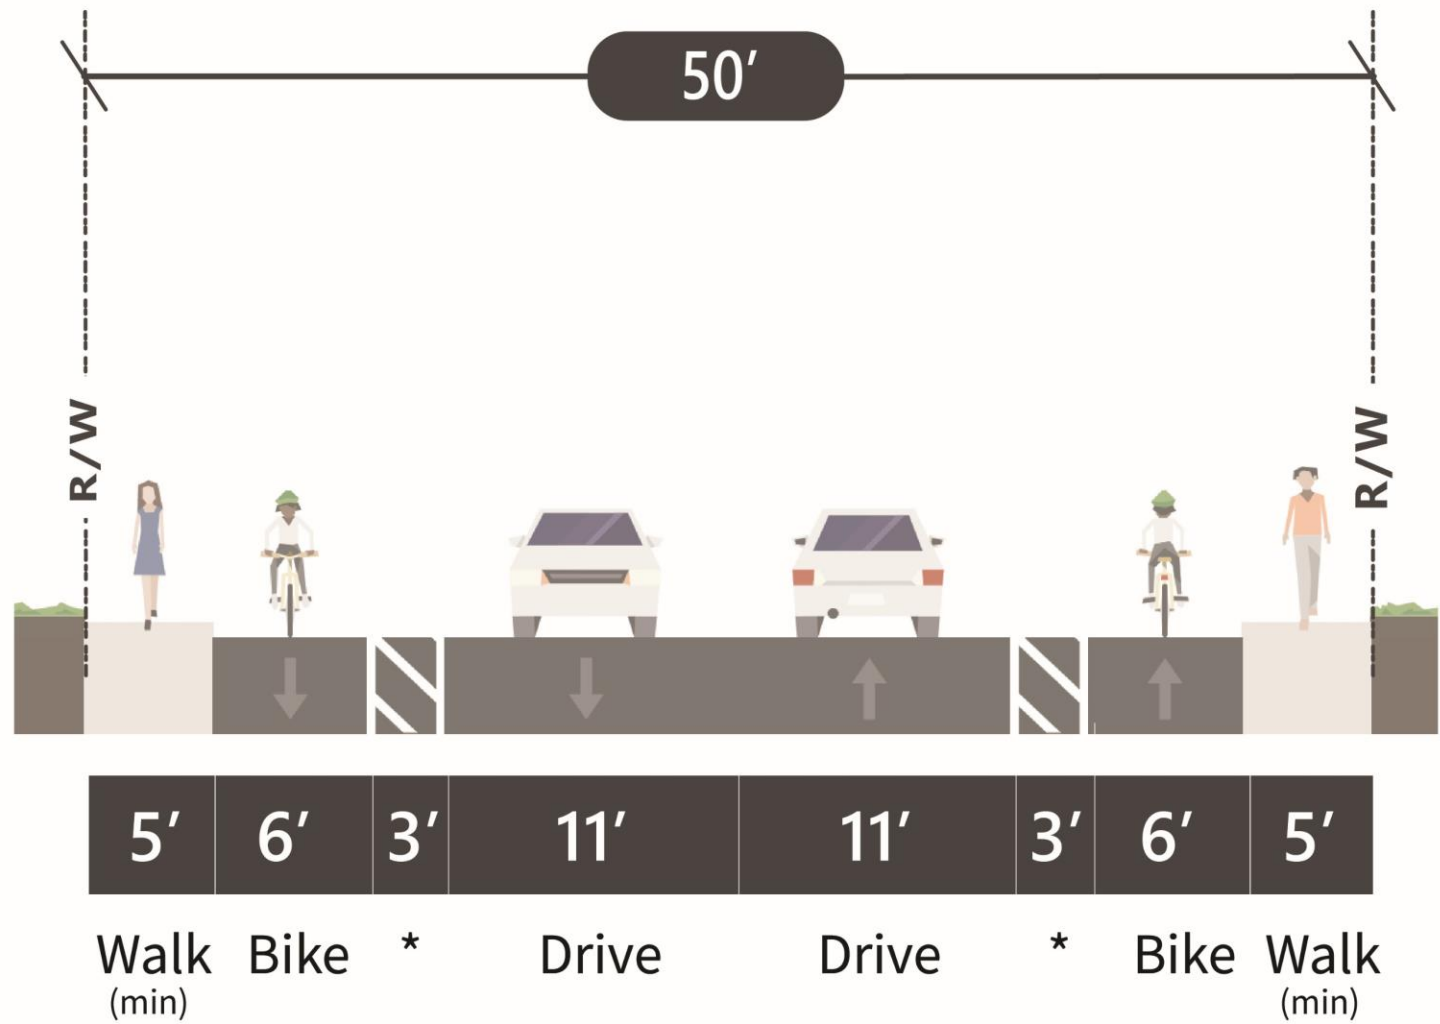 50′
R/W
R/W
5′ 6′ 3′ 11′ 11′ 3′ 6′ 5′
Walk Bike * Drive Drive * Bike Walk
(min) (min)